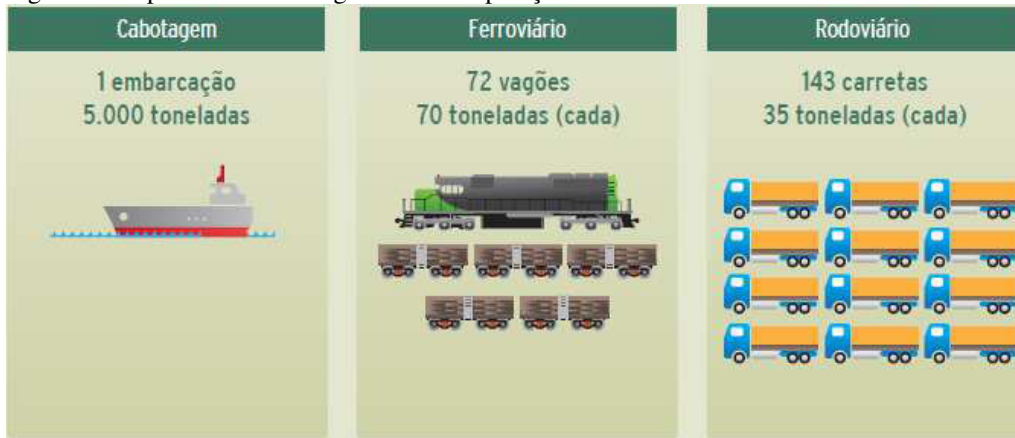 Cabotagem
1 embarcação
5.000 toneladas
Ferroviário
72 vagões
70 toneladas (cada)
Rodoviário
143 carretas
35 toneladas (cada)